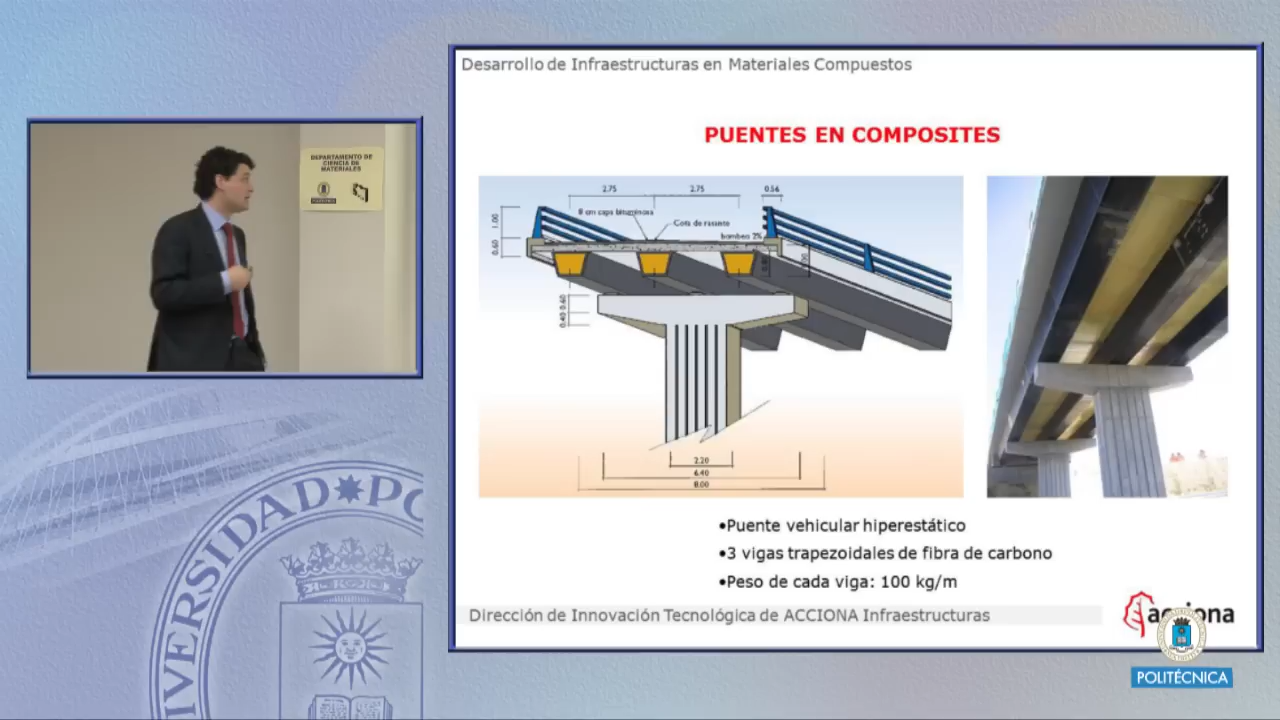 Desarrollo de Infraestructuras en Materiales Compuestos
PUENTES EN COMPOSITES
DEPARTAMENTO DE
CIENCIA DE
MATERIALES
2.75
2.75
0.56
8 cm capa bituminosa
Cota de rasante
bombeo 2%
1.00
0.60
0.40 0.60
2.20
6.40
8.00
•Puente vehicular hiperestático
•3 vigas trapezoidales de fibra de carbono
•Peso de cada viga: 100 kg/m
Dirección de Innovación Tecnológica de ACCIONA Infraestructuras
acciona
POLITÉCNICA
VERSIDAD PO